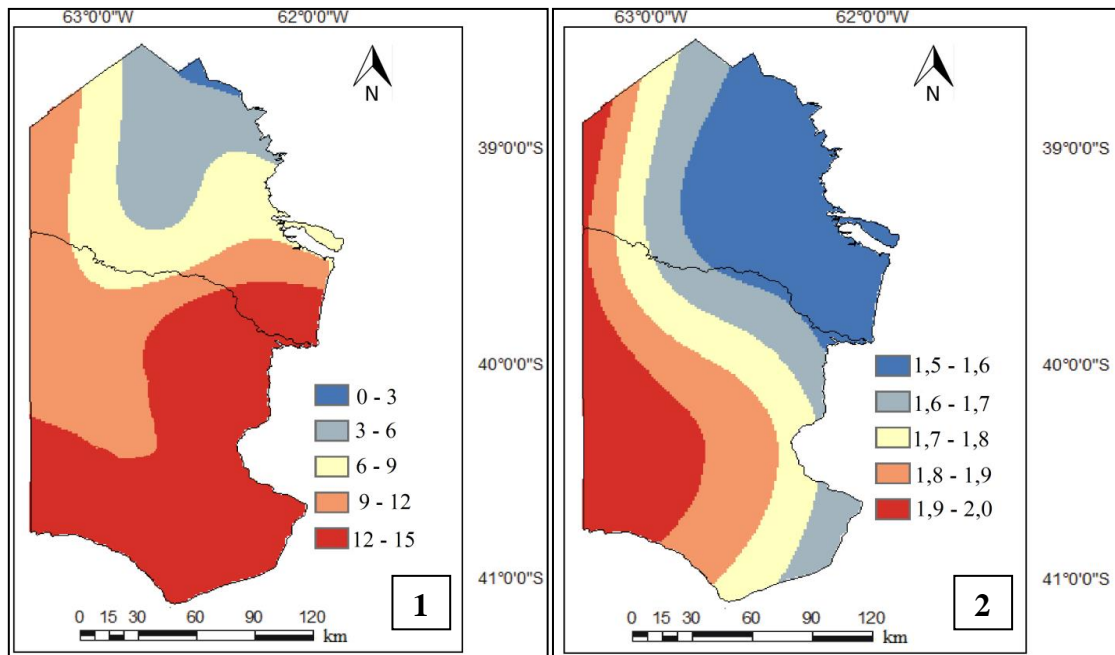 63°0'0"W 62°0'0"W
N
39°0'0"S
40°0'0"S
0 - 3
3 - 6
6 - 9
9 - 12
12 - 15
41°0'0"S
1
0 15 30 60 90 120
km
63°0'0"W 62°0'0"W
N
39°0'0"S
40°0'0"S
1,5 - 1,6
1,6 - 1,7
1,7 - 1,8
1,8 - 1,9
1,9 - 2,0
41°0'0"S
2
0 15 30 60 90 120
km